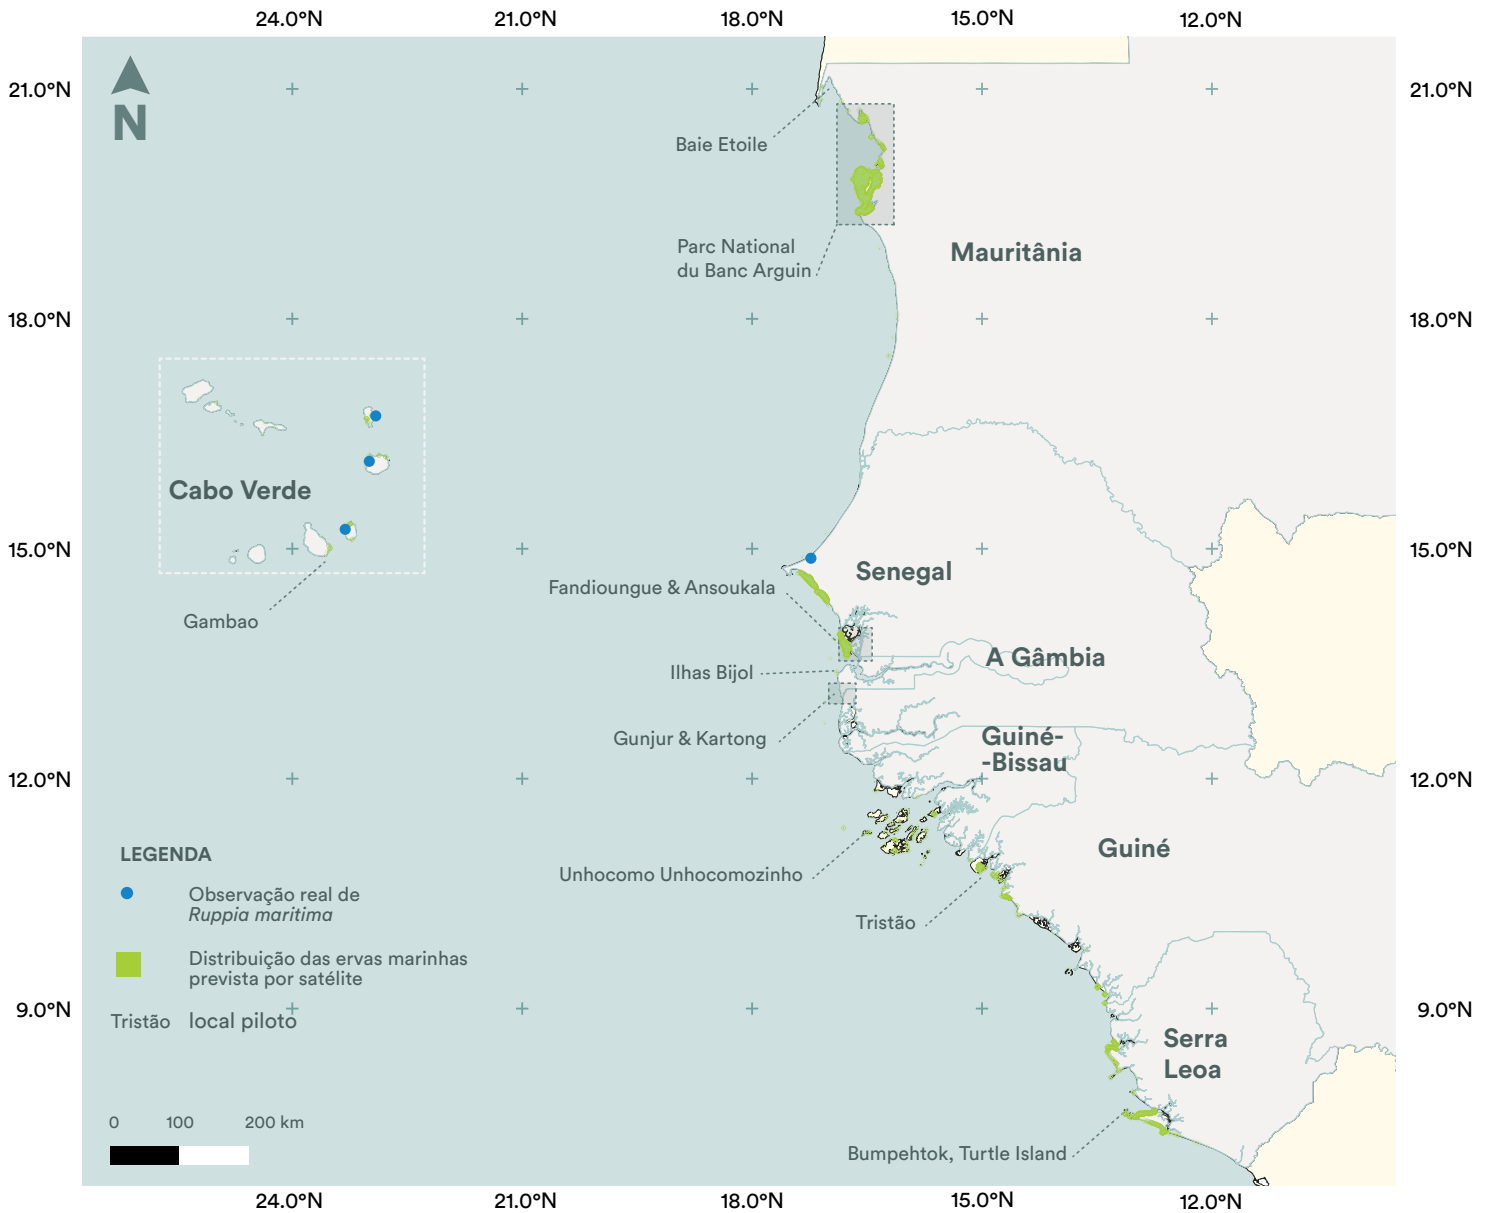 24.0°N
21.0°N
18.0°N
15.0°N
12.0°N
21.0°N
21.0°N
N
Baie Etoile
Parc National
du Banc Arguin
Mauritânia
18.0°N
18.0°N
Cabo Verde
15.0°N
15.0°N
Senegal
Fandioungue & Ansoukala
Gambao
A Gâmbia
Ilhas Bijol
Gunjur & Kartong
Guiné-
-Bissau
12.0°N
12.0°N
LEGENDA
Guiné
Unhocomo Unhocomozinho
Observação real de
Ruppia maritima
Tristão
Distribuição das ervas marinhas
prevista por satélite
9.0°N
9.0°N
Tristão local piloto
Serra
Leoa
0 100 200 km
Bumpehtok, Turtle Island
24.0°N
21.0°N
18.0°N
15.0°N
12.0°N